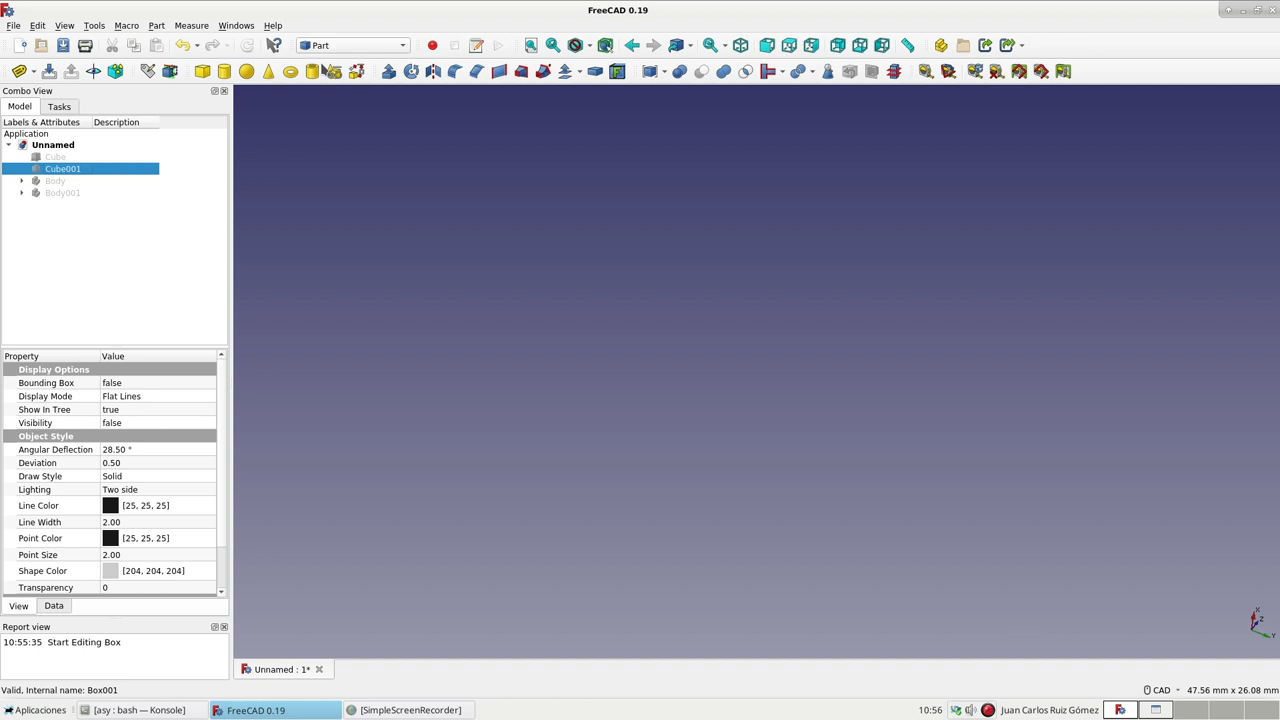 FreeCAD 0.19
File Edit View Tools Macro Part Measure Windows Help
Part
Combo View
Model Tasks
Labels & Attributes Description
Application
Unnamed
Cube
Cube001
Body
Body001
Property Value
Display Options
Bounding Box false
Display Mode Flat Lines
Show In Tree true
Visibility false
Object Style
Angular Deflection 28.50 °
Deviation 0.50
Draw Style Solid
Lighting Two side
Line Color [25, 25, 25]
Line Width 2.00
Point Color [25, 25, 25]
Point Size 2.00
Shape Color [204, 204, 204]
Transparency 0
View Data
Report view
10:55:35 Start Editing Box
X
Z
Y
Unnamed : 1*
Valid, Internal name: Box001
CAD 47.56 mm x 26.08 mm
Aplicaciones [asy : bash — Konsole] FreeCAD 0.19 [SimpleScreenRecorder] 10:56 Juan Carlos Ruiz Gómez